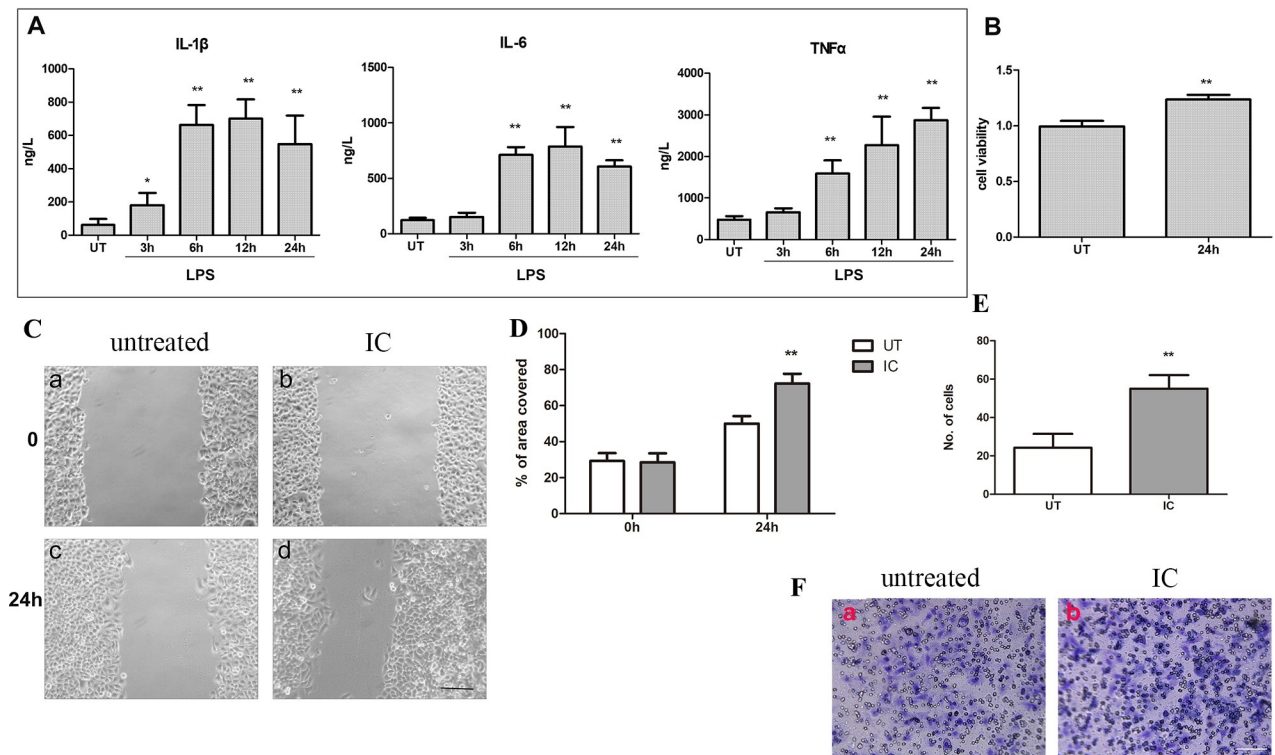 A
IL-1β
ng/L
800
600
400
200
0
**
**
**
*
UT
3h
6h
12h
24h
LPS
IL-6
ng/L
1500
1000
500
0
**
**
**
UT
3h
6h
12h
24h
LPS
TNFα
ng/L
4000
3000
2000
1000
0
**
**
**
UT
3h
6h
12h
24h
LPS
B
cell viability
1.5
1.0
0.5
0.0
**
UT
24h
C
untreated
IC
0
24h
a
b
c
d
D
% of area covered
100
80
60
40
20
0
**
0h
24h
UT
IC
E
No. of cells
80
60
40
20
0
**
UT
IC
F
untreated
IC
a
b